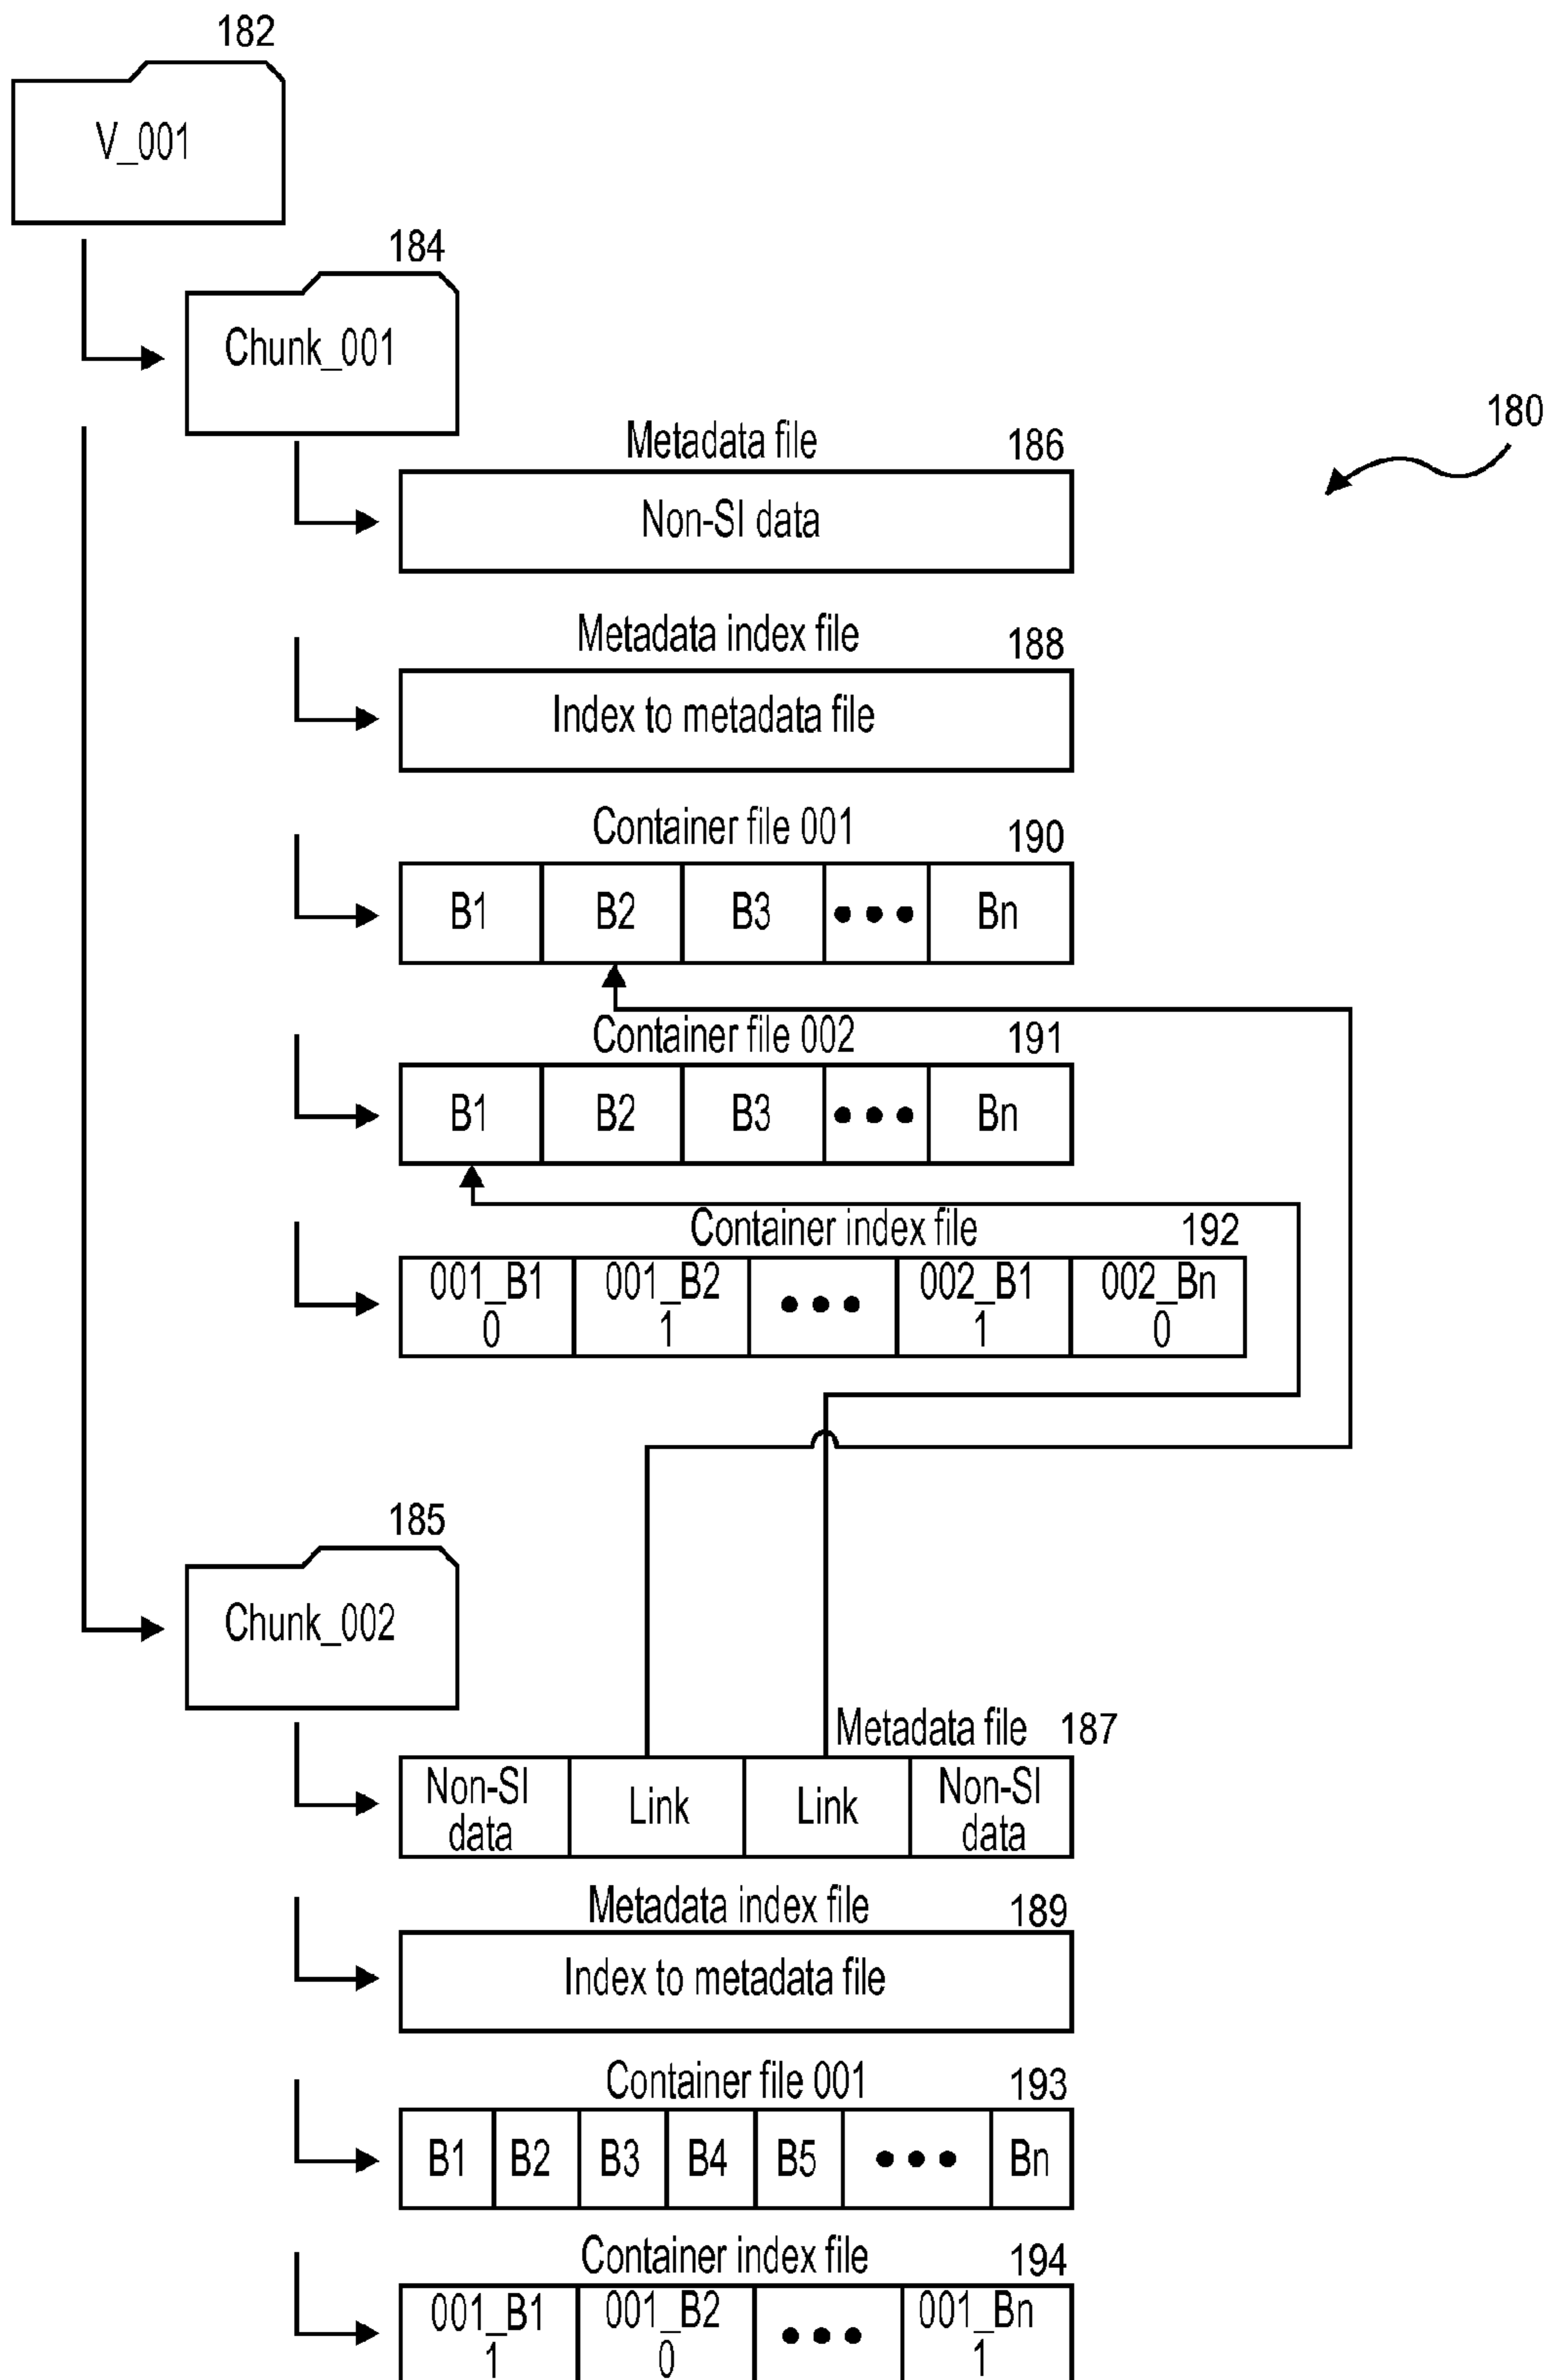 182
V_001
184
Chunk_001
180
Metadata file 186
Non-SI data
Metadata index file 188
Index to metadata file
Container file 001 190
B1 B2 B3 ••• Bn
Container file 002 191
B1 B2 B3 ••• Bn
Container index file 192
001_B1 001_B2 ••• 002_B1 002_Bn
0 1 1 0
185
Chunk_002
Metadata file 187
Non-SI Link Link Non-SI
data data
Metadata index file 189
Index to metadata file
Container file 001 193
B1 B2 B3 B4 B5 ••• Bn
Container index file 194
001_B1 001_B2 ••• 001_Bn
1 0 1